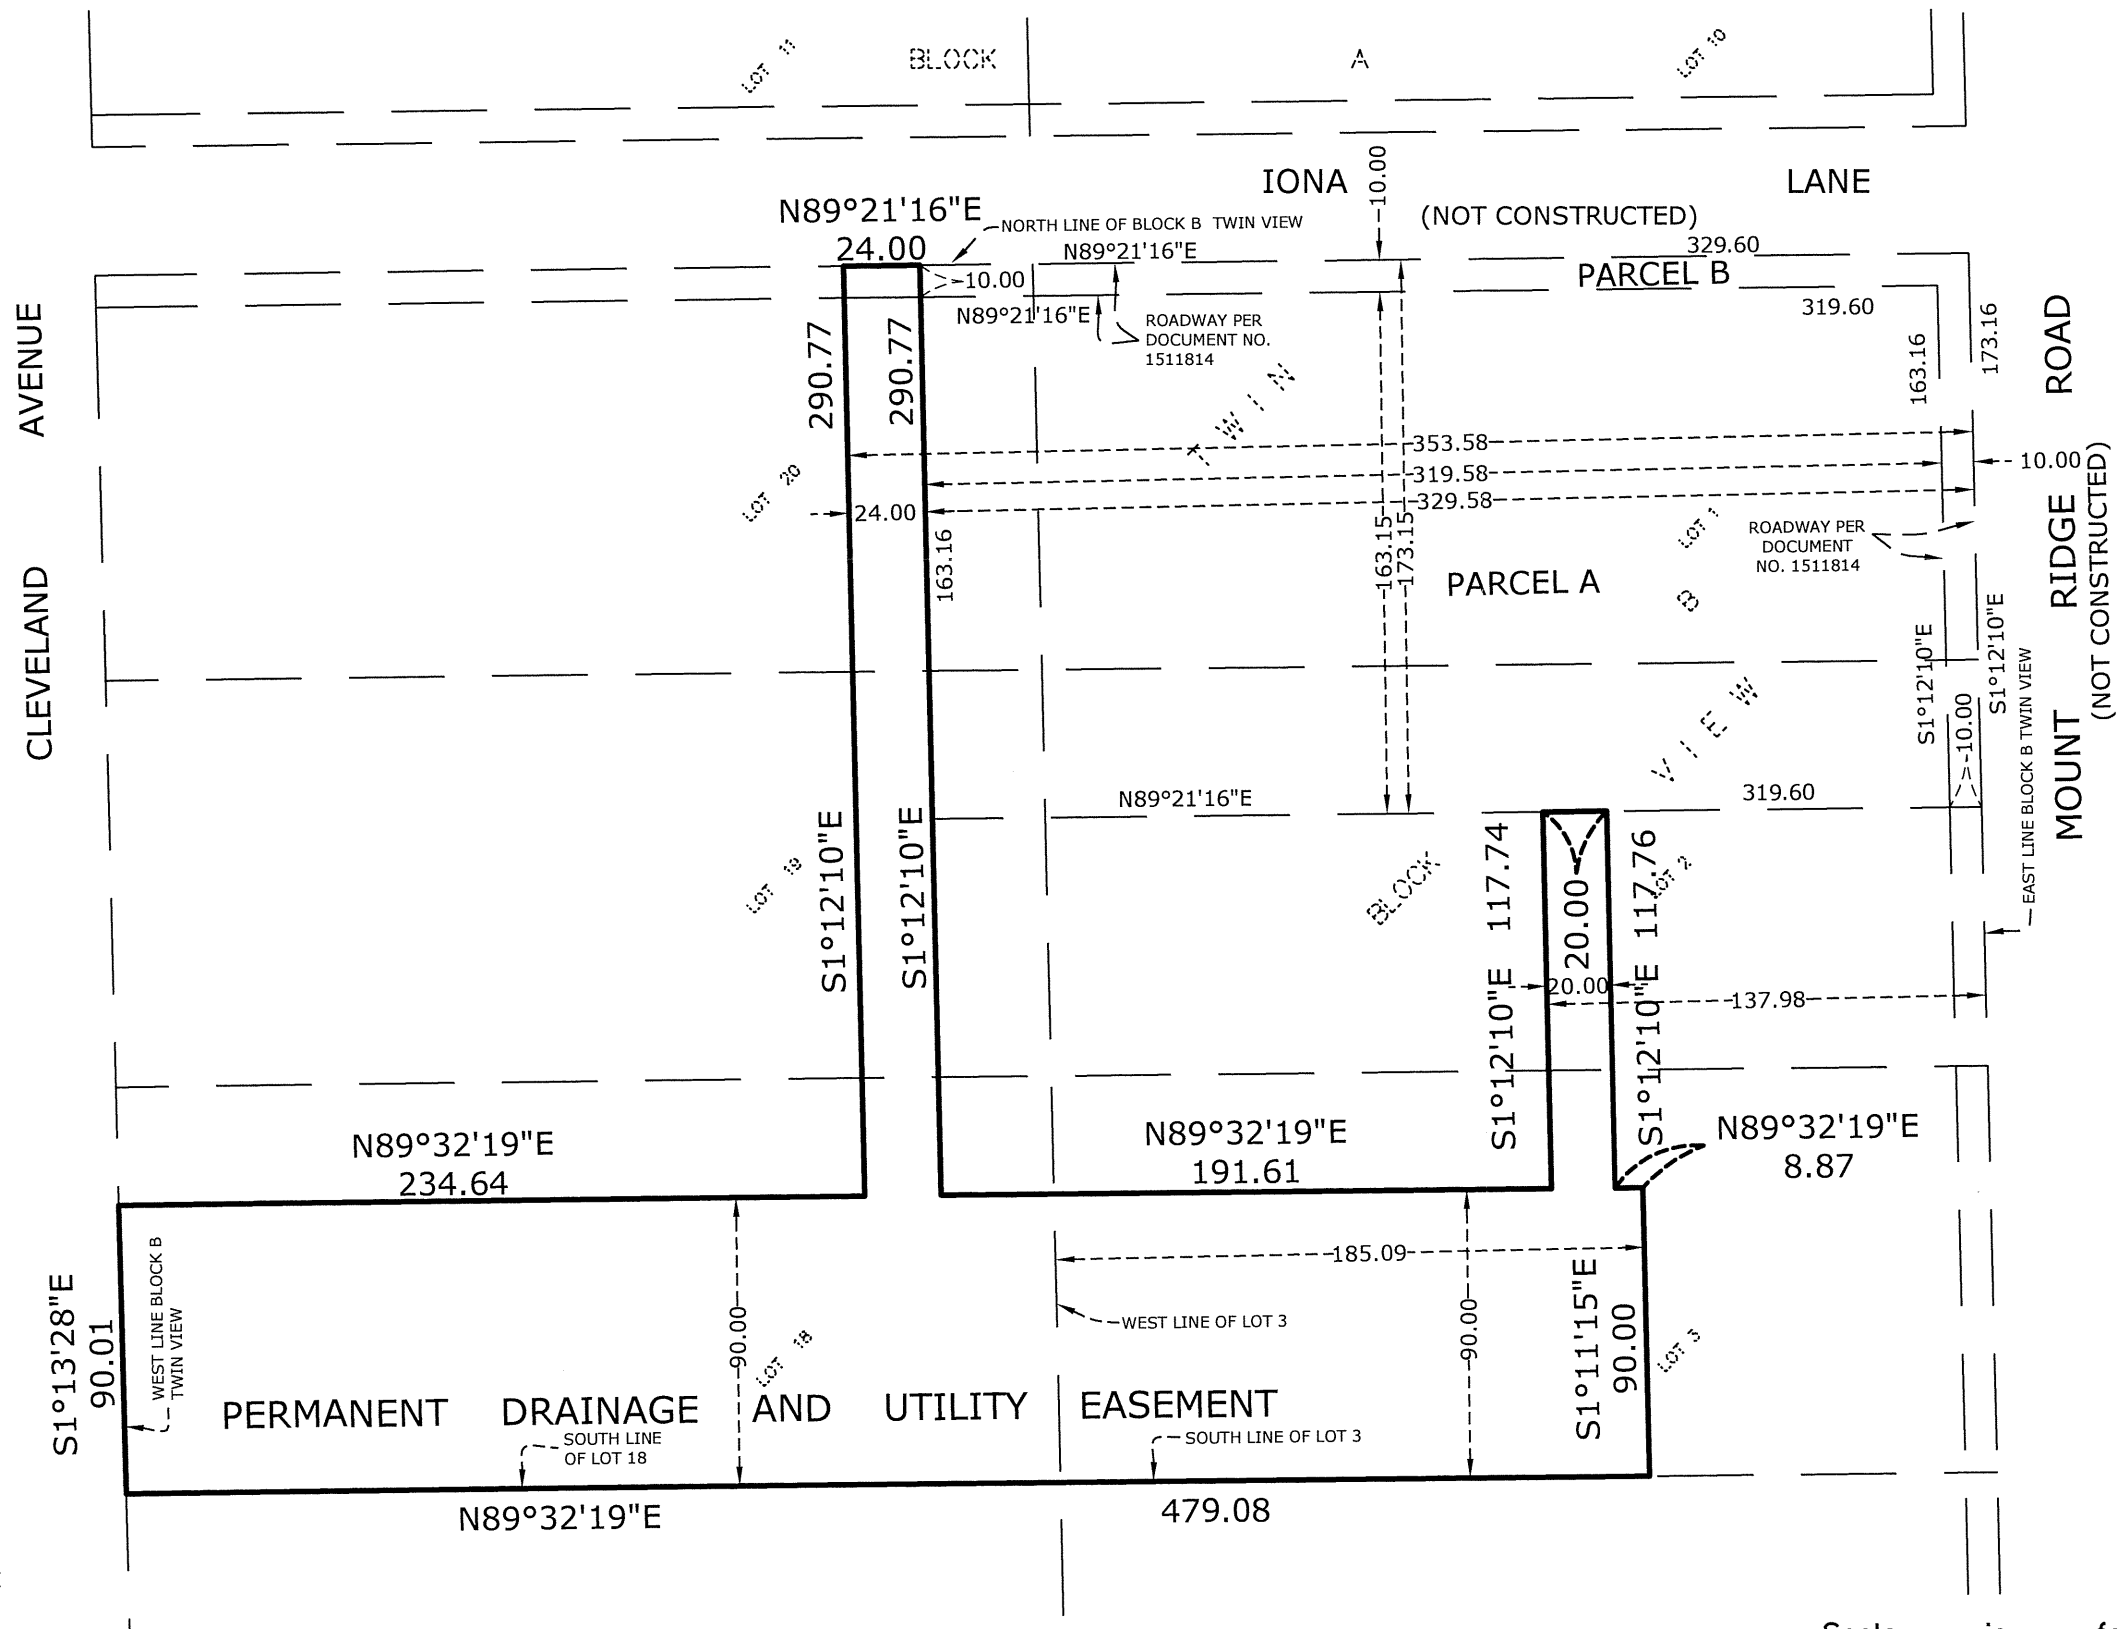 LOT 11
BLOCK A
LOT 10
IONA LANE
(NOT CONSTRUCTED)
10.00
N89°21'16"E
24.00
NORTH LINE OF BLOCK B TWIN VIEW
N89°21'16"E
329.60
PARCEL B
10.00
N89°21'16"E
319.60
ROADWAY PER
DOCUMENT NO.
1511814
290.77
290.77
163.16
173.16
CLEVELAND AVENUE
MOUNT RIDGE ROAD
(NOT CONSTRUCTED)
TWIN VIEW
353.58
319.58
329.58
10.00
LOT 20
24.00
163.16
163.15
173.15
LOT 1
ROADWAY PER
DOCUMENT
NO. 1511814
PARCEL A
BLOCK B
S1°12'10"E
S1°12'10"E
10.00
EAST LINE BLOCK B TWIN VIEW
N89°21'16"E
319.60
S1°12'10"E
S1°12'10"E
LOT 19
S1°12'10"E 117.74
20.00
S1°12'10"E 117.76
LOT 2
20.00
137.98
N89°32'19"E
234.64
N89°32'19"E
191.61
N89°32'19"E
8.87
185.09
S1°13'28"E
90.01
WEST LINE BLOCK B
TWIN VIEW
90.00
LOT 18
WEST LINE OF LOT 3
90.00
S1°11'15"E
90.00
LOT 3
PERMANENT DRAINAGE AND UTILITY EASEMENT
SOUTH LINE
OF LOT 18
SOUTH LINE OF LOT 3
N89°32'19"E
479.08